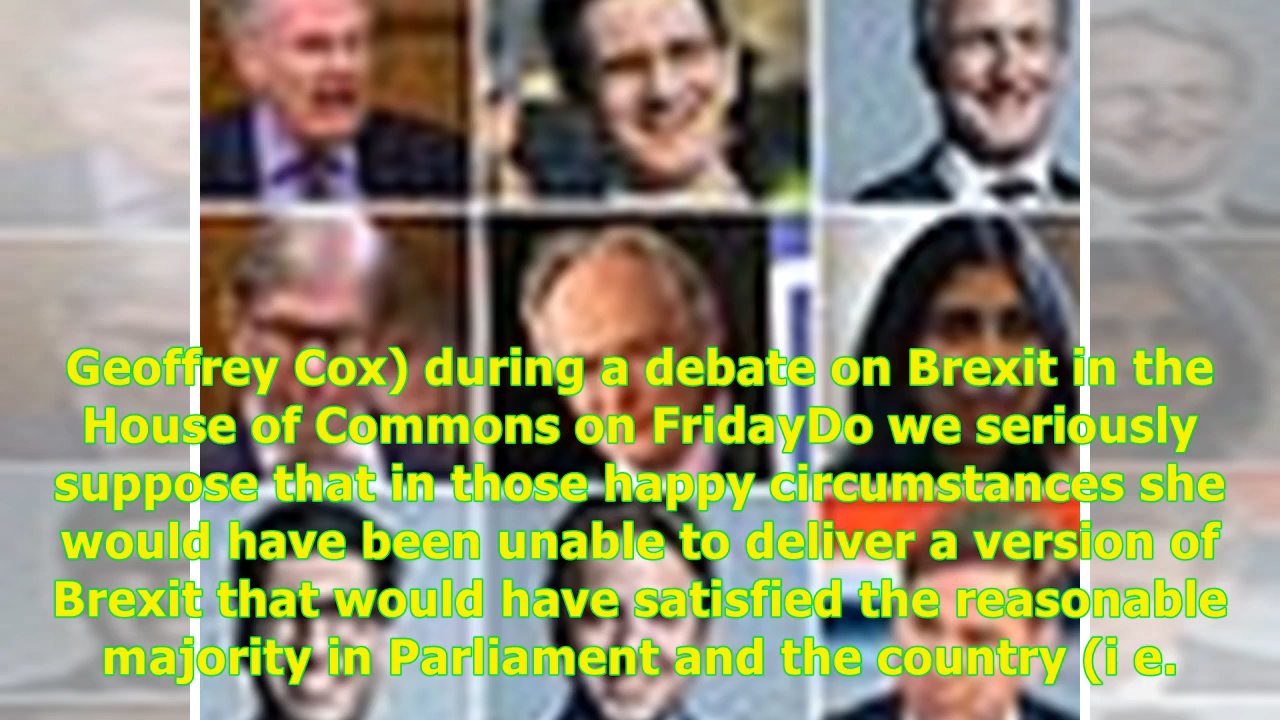 Geoffrey Cox) during a debate on Brexit in the
House of Commons on FridayDo we seriously
suppose that in those happy circumstances she
would have been unable to deliver a version of
Brexit that would have satisfied the reasonable
majority in Parliament and the country (i e.